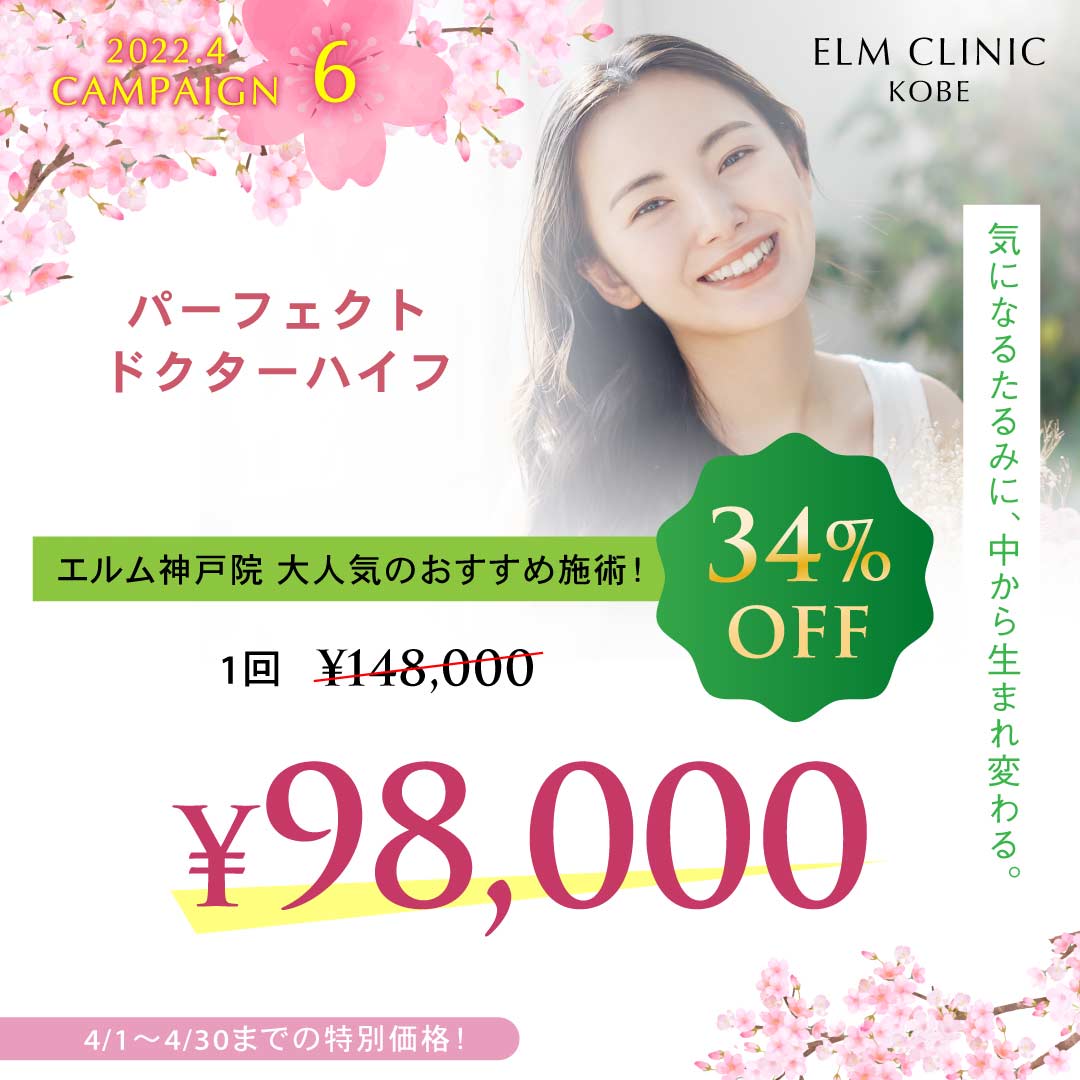 2022.4
CAMPAIGN 6
ELM CLINIC
KOBE
パーフェクト
ドクターハイフ
気になるたるみに、中から生まれ変わる。
エルム神戸院 大人気のおすすめ施術！
34%
OFF
1回 ¥148,000
¥98,000
4/1～4/30までの特別価格！